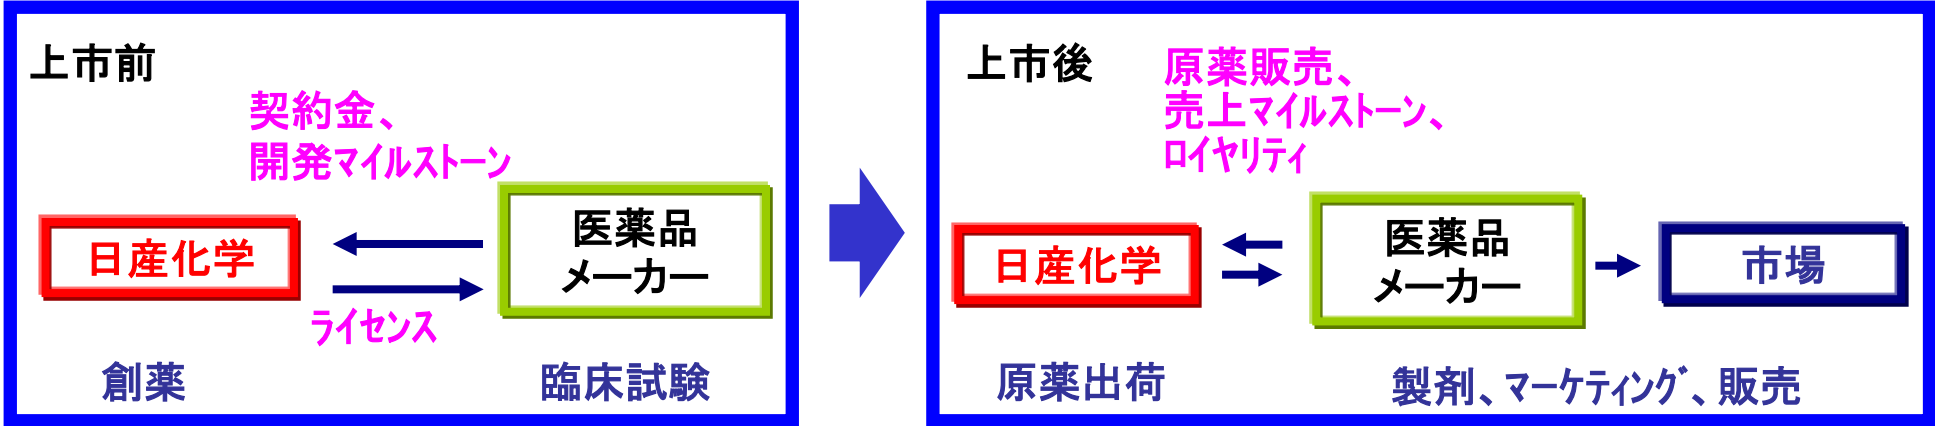 上市前
契約金、
開発マイルストーン
日産化学
医薬品
メーカー
ライセンス
創薬
臨床試験
上市後
原薬販売、
売上マイルストーン、
ロイヤリティ
日産化学
医薬品
メーカー
市場
原薬出荷
製剤、マーケティング、販売